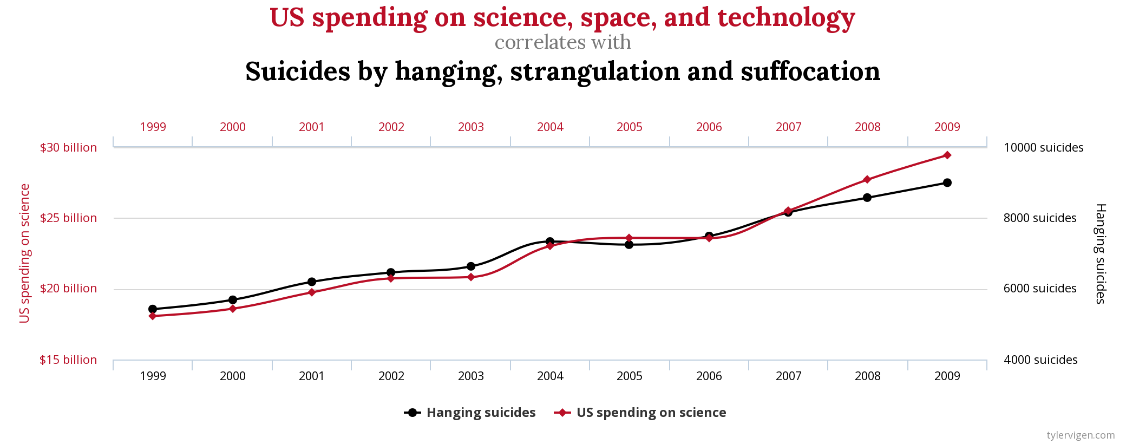 US spending on science, space, and technology
correlates with
Suicides by hanging, strangulation and suffocation
1999 2000 2001 2002 2003 2004 2005 2006 2007 2008 2009
$30 billion 10000 suicides
$25 billion 8000 suicides
$20 billion 6000 suicides
$15 billion 4000 suicides
US spending on science
Hanging suicides
1999 2000 2001 2002 2003 2004 2005 2006 2007 2008 2009
Hanging suicides US spending on science
tylervigen.com